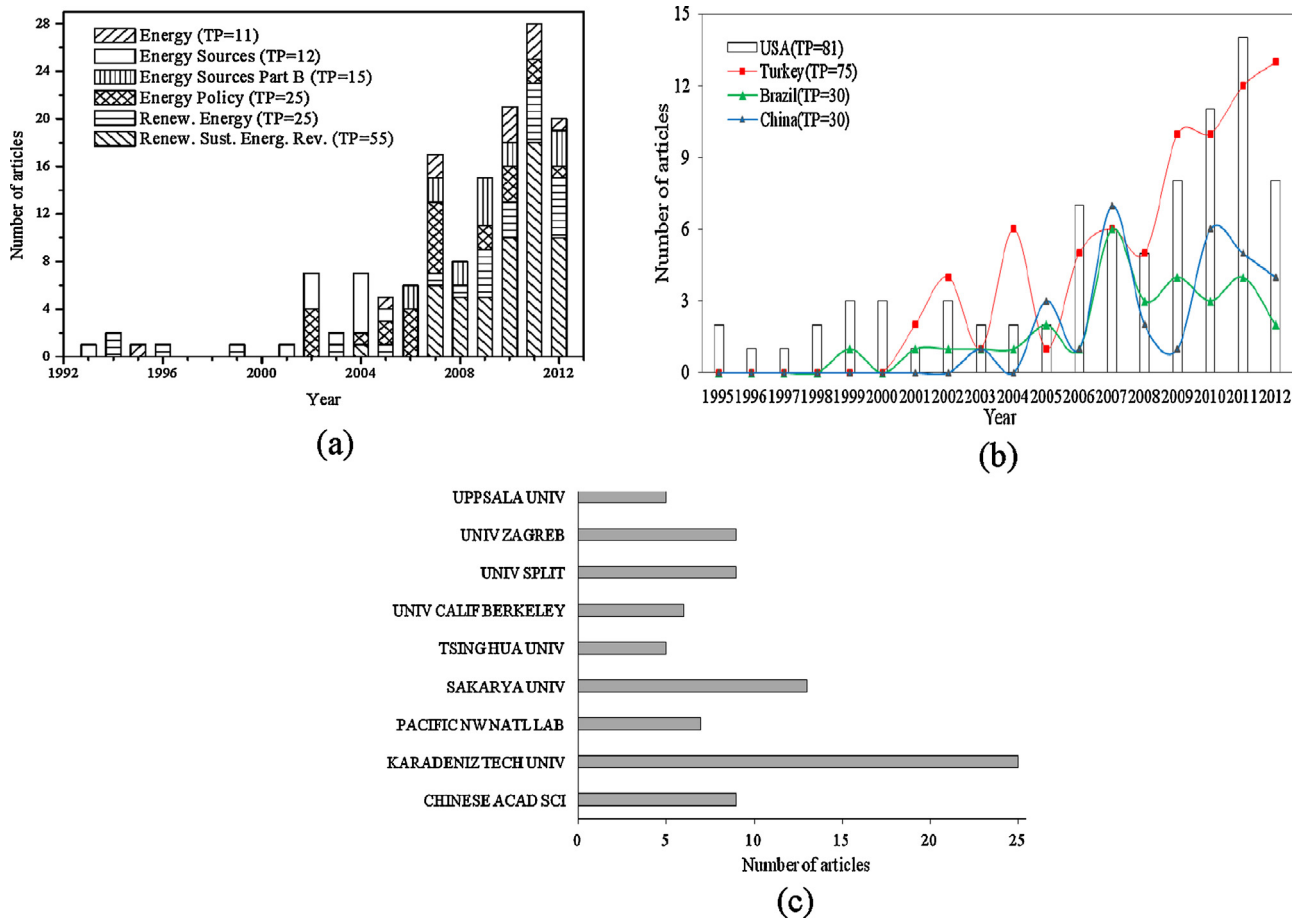 28
24
20
16
12
8
4
0
Number of articles
Energy (TP=11)
Energy Sources (TP=12)
Energy Sources Part B (TP=15)
Energy Policy (TP=25)
Renew. Energy (TP=25)
Renew. Sust. Energ. Rev. (TP=55)
1992 1996 2000 2004 2008 2012
Year
(a)
15
12
9
6
3
0
Number of articles
USA(TP=81)
Turkey(TP=75)
Brazil(TP=30)
China(TP=30)
1995 1996 1997 1998 1999 2000 2001 2002 2003 2004 2005 2006 2007 2008 2009 2010 2011 2012
Year
(b)
UPPSALA UNIV
UNIV ZAGREB
UNIV SPLIT
UNIV CALIF BERKELEY
TSING HUA UNIV
SAKARYA UNIV
PACIFIC NW NATL LAB
KARADENIZ TECH UNIV
CHINESE ACAD SCI
0 5 10 15 20 25
Number of articles
(c)